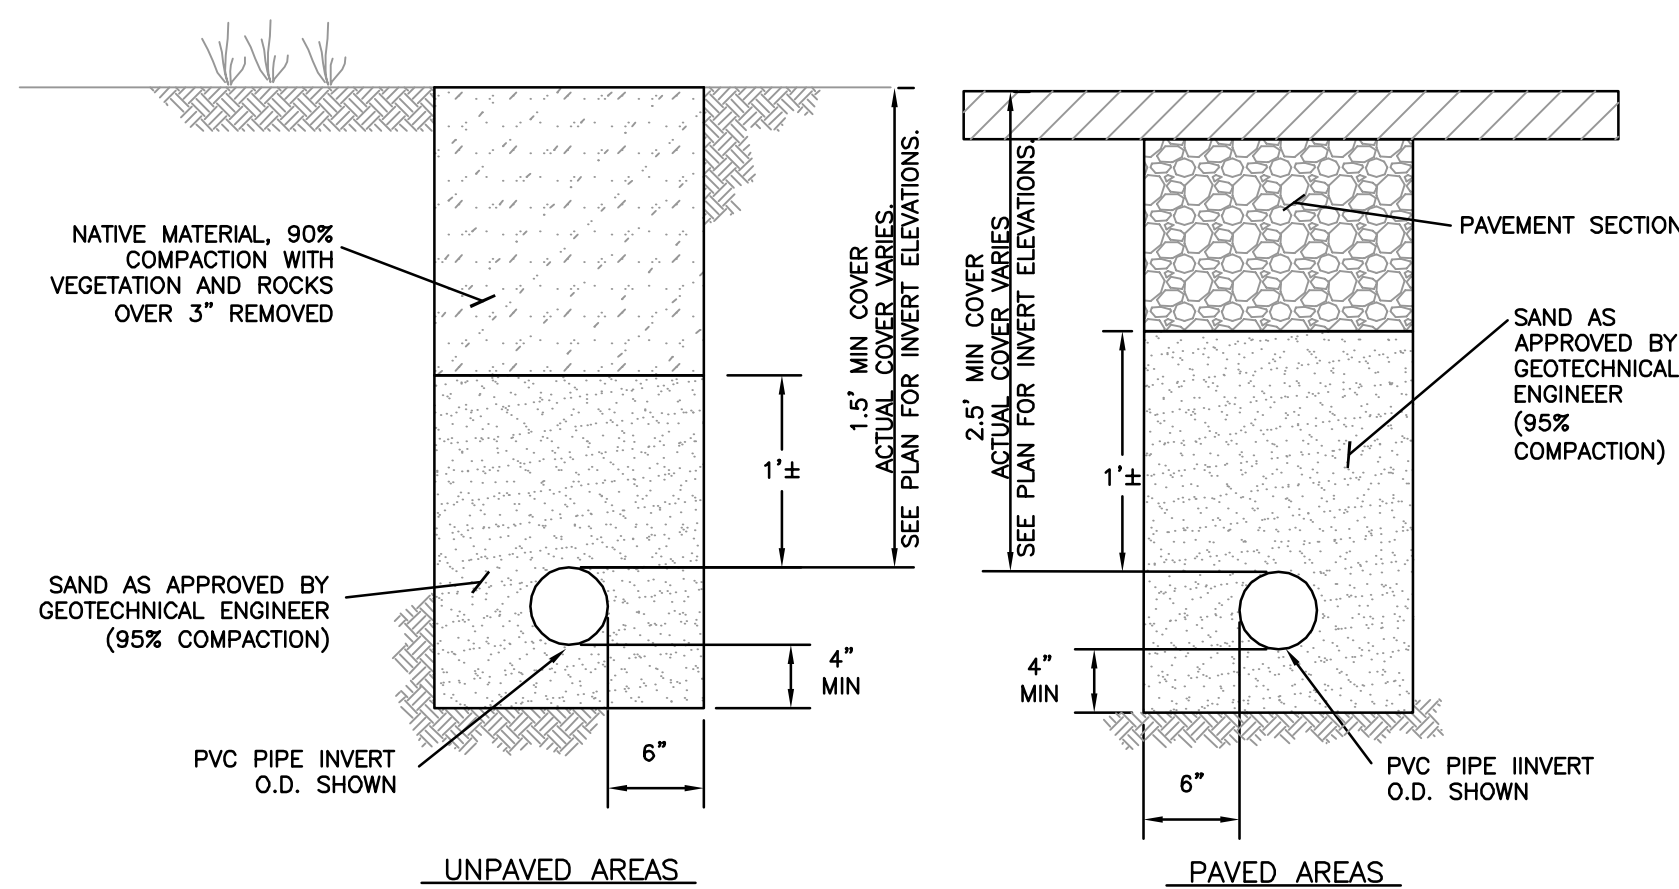 NATIVE MATERIAL, 90%
COMPACTION WITH
VEGETATION AND ROCKS
OVER 3" REMOVED
SAND AS APPROVED BY
GEOTECHNICAL ENGINEER
(95% COMPACTION)
PVC PIPE INVERT
O.D. SHOWN
1'±
1.5' MIN COVER
ACTUAL COVER VARIES.
SEE PLAN FOR INVERT ELEVATIONS.
4"
MIN
6"
UNPAVED AREAS
2.5' MIN COVER
ACTUAL COVER VARIES
SEE PLAN FOR INVERT ELEVATIONS.
1'±
PAVEMENT SECTION
SAND AS
APPROVED BY
GEOTECHNICAL
ENGINEER
(95%
COMPACTION)
4"
MIN
6"
PVC PIPE IINVERT
O.D. SHOWN
PAVED AREAS